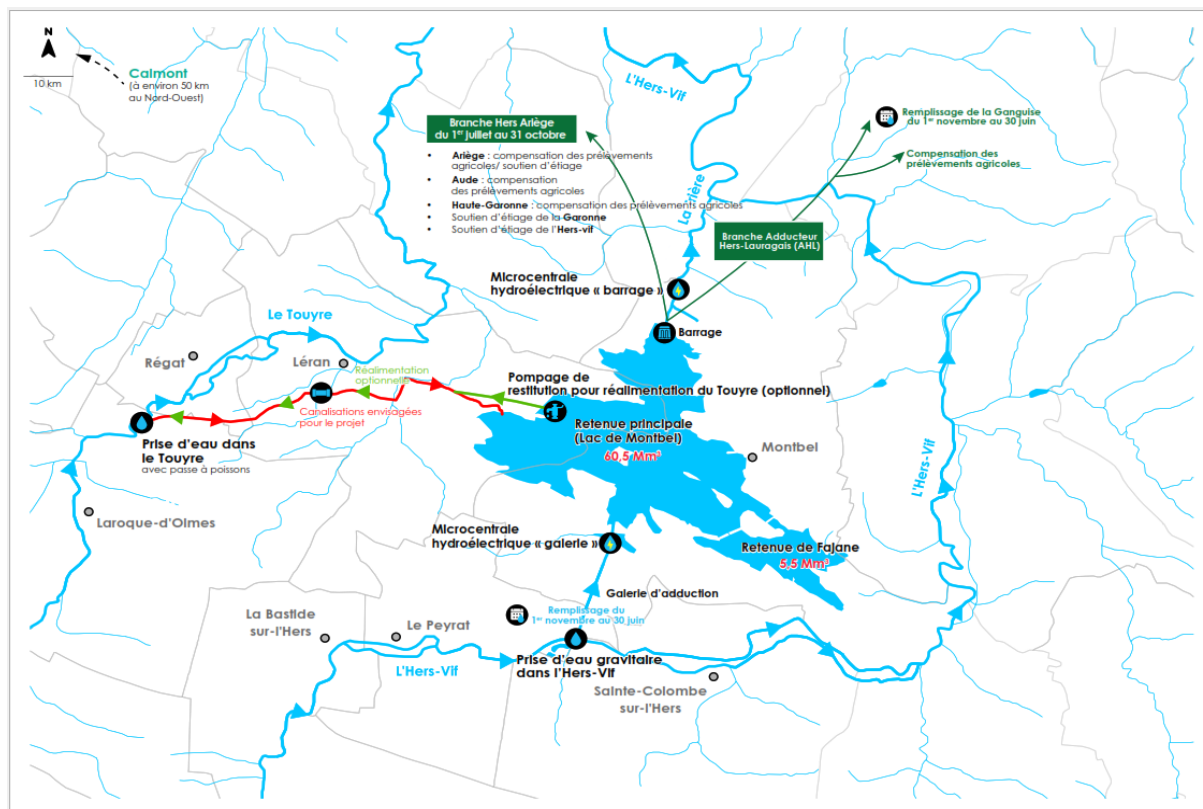 N
10 km
Calmont
(à environ 50 km
au Nord-Ouest)
L'Hers-Vif
Branche Hers Ariège
du 1er juillet au 31 octobre
• Ariège : compensation des prélèvements
agricoles/ soutien d'étiage
• Aude : compensation
des prélèvements agricoles
• Haute-Garonne : compensation des prélèvements agricoles
• Soutien d'étiage de la Garonne
• Soutien d'étiage de l'Hers-vif
Remplissage de la Ganguise
du 1er novembre au 30 juin
Compensation des
prélèvements agricoles
La Trière
Branche Adducteur
Hers-Lauragais (AHL)
Microcentrale
hydroélectrique « barrage »
Barrage
Le Touyre
Régat
Léran
Réalimentation
optionnelle
Canalisations envisagées
pour le projet
Pompage de
restitution pour réalimentation du Touyre (optionnel)
Retenue principale
(Lac de Montbel)
60,5 Mm³
Montbel
L'Hers-Vif
Prise d'eau dans
le Touyre
avec passe à poissons
Laroque-d'Olmes
Microcentrale
hydroélectrique « galerie »
Retenue de Fajane
5,5 Mm³
Galerie d'adduction
Remplissage du
1er novembre au 30 juin
La Bastide
sur-l'Hers
Le Peyrat
L'Hers-Vif
Prise d'eau gravitaire
dans l'Hers-Vif
Sainte-Colombe
sur-l'Hers